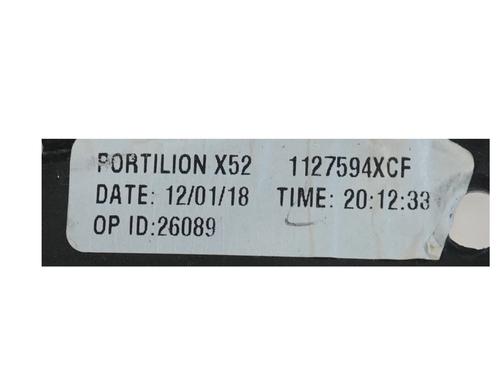 PORTILION X52 1127594XCF
DATE: 12/01/18 TIME: 20:12:33
OP ID:26089